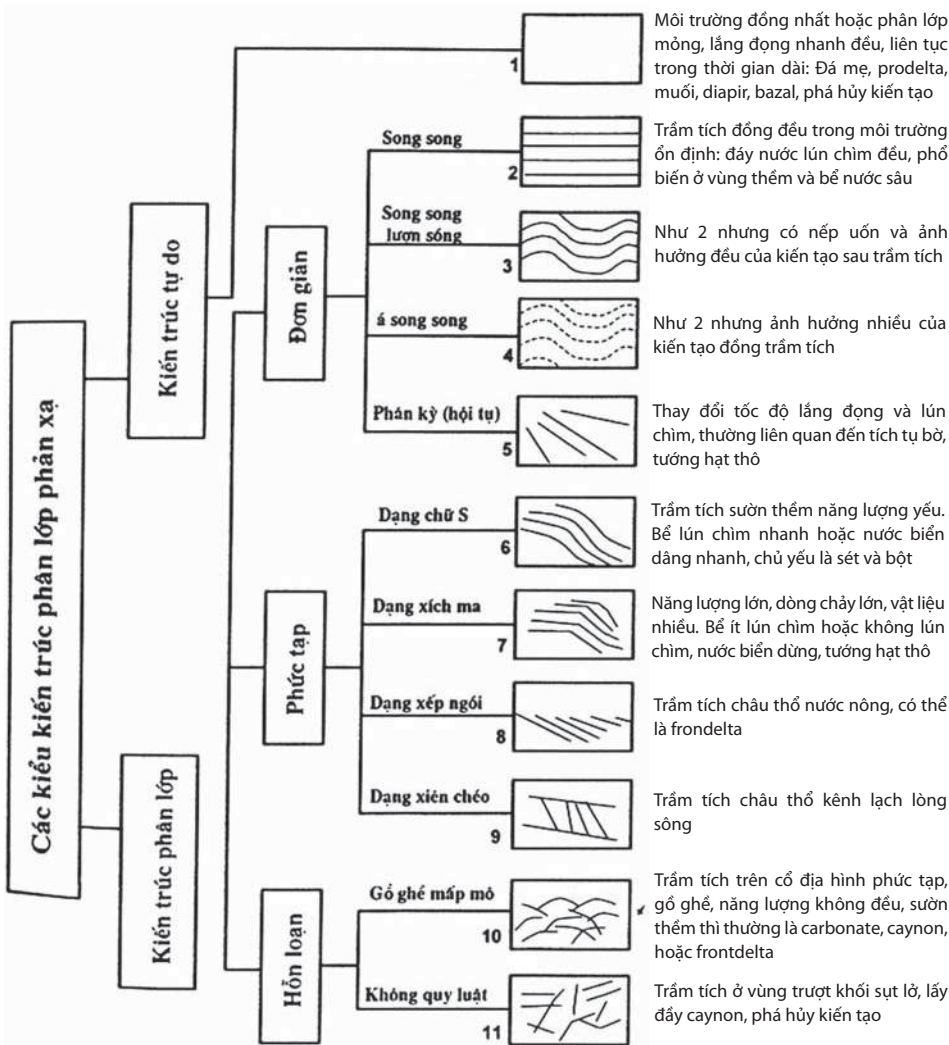 Các kiểu kiến trúc phân lớp phản xạ
Kiến trúc tự do
Kiến trúc phân lớp
Đơn giản
Phức tạp
Hỗn loạn
1
Môi trường đồng nhất hoặc phân lớp
mỏng, lắng đọng nhanh đều, liên tục
trong thời gian dài: Đá mẹ, prodelta,
muối, diapir, bazal, phá hủy kiến tạo
Song song
2
Trầm tích đồng đều trong môi trường
ổn định: đáy nước lún chìm đều, phổ
biến ở vùng thềm và bể nước sâu
Song song
lượn sóng
3
Như 2 nhưng có nếp uốn và ảnh
hưởng đều của kiến tạo sau trầm tích
á song song
4
Như 2 nhưng ảnh hưởng nhiều của
kiến tạo đồng trầm tích
Phân kỳ (hội tụ)
5
Thay đổi tốc độ lắng đọng và lún
chìm, thường liên quan đến tích tụ bờ,
tướng hạt thô
Dạng chữ S
6
Trầm tích sườn thềm năng lượng yếu.
Bể lún chìm nhanh hoặc nước biển
dâng nhanh, chủ yếu là sét và bột
Dạng xích ma
7
Năng lượng lớn, dòng chảy lớn, vật liệu
nhiều. Bể ít lún chìm hoặc không lún
chìm, nước biển dừng, tướng hạt thô
Dạng xếp ngói
8
Trầm tích châu thổ nước nông, có thể
là frondelta
Dạng xiên chéo
9
Trầm tích châu thổ kênh lạch lòng
sông
Gồ ghề mấp mô
10
Trầm tích trên cổ địa hình phức tạp,
gồ ghề, năng lượng không đều, sườn
thềm thì thường là carbonate, caynon,
hoặc frontdelta
Không quy luật
11
Trầm tích ở vùng trượt khối sụt lở, lấy
đầy caynon, phá hủy kiến tạo